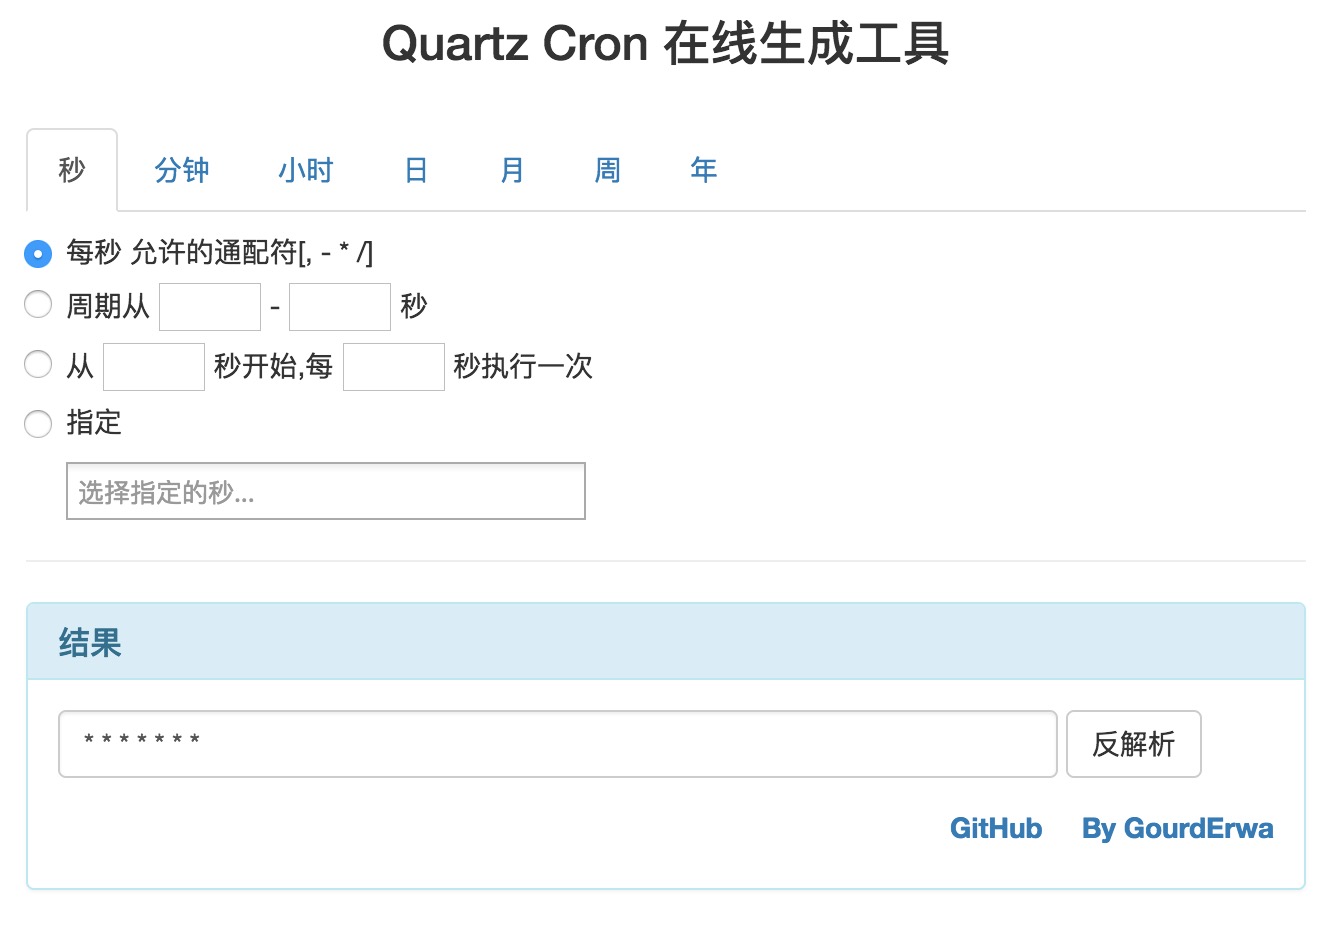 Quartz Cron 在线生成工具
秒 分钟 小时 日 月 周 年
每秒 允许的通配符[, - * /]
周期从 - 秒
从 秒开始,每 秒执行一次
指定
选择指定的秒...
结果
* * * * * * * 反解析
GitHub By GourdErwa